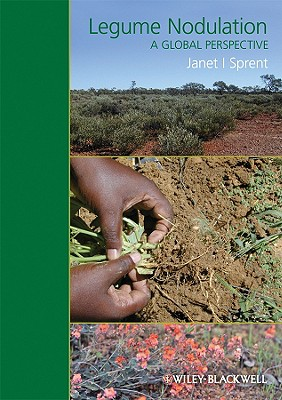 Legume Nodulation
A GLOBAL PERSPECTIVE
Janet I Sprent
WILEY-BLACKWELL